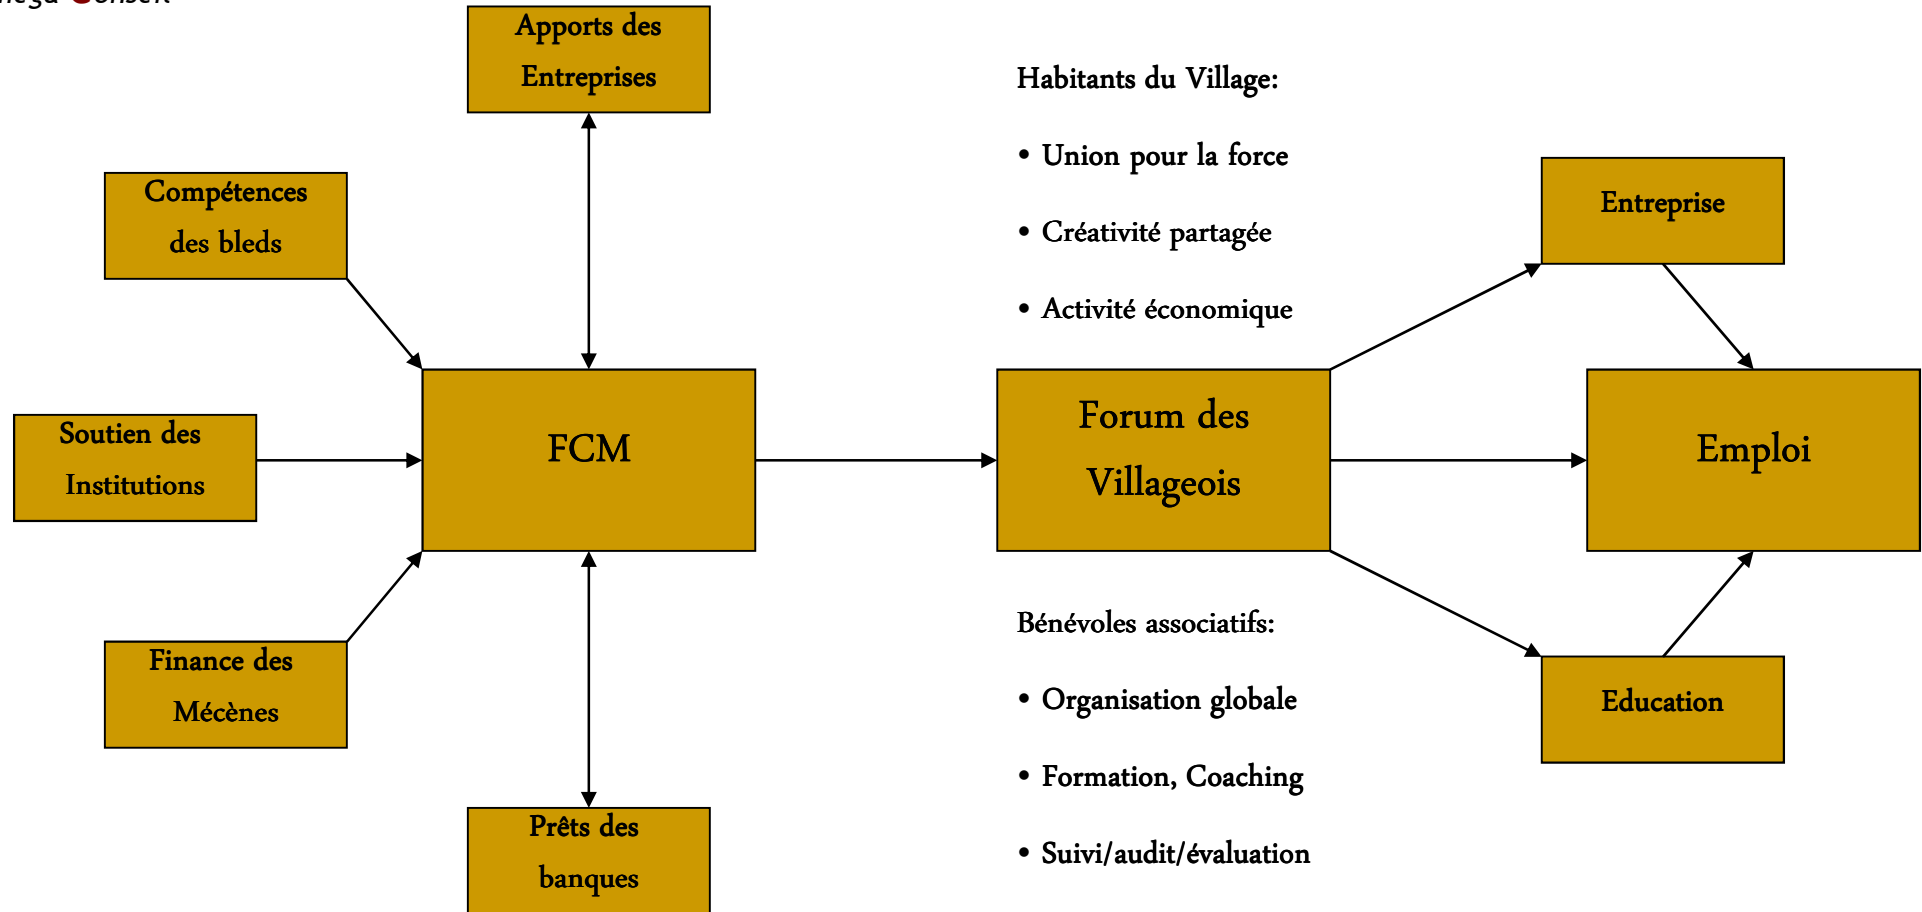 Conseil
Apports des
Entreprises
Habitants du Village:
• Union pour la force
• Créativité partagée
• Activité économique
Compétences
des bleds
Entreprise
Soutien des
Institutions
FCM
Forum des
Villageois
Emploi
Finance des
Mécènes
Bénévoles associatifs:
• Organisation globale
• Formation, Coaching
• Suivi/audit/évaluation
Education
Prêts des
banques